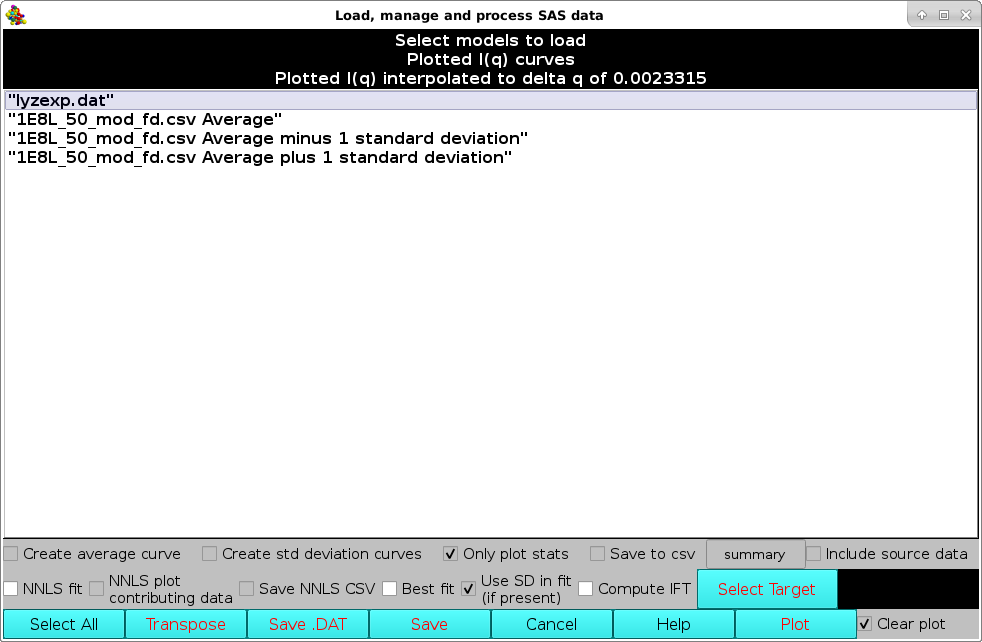 Load, manage and process SAS data
Select models to load
Plotted I(q) curves
Plotted I(q) interpolated to delta q of 0.0023315
"lyzexp.dat"
"1E8L_50_mod_fd.csv Average"
"1E8L_50_mod_fd.csv Average minus 1 standard deviation"
"1E8L_50_mod_fd.csv Average plus 1 standard deviation"
Create average curve Create std deviation curves Only plot stats Save to csv summary Include source data
NNLS fit NNLS plot contributing data Save NNLS CSV Best fit Use SD in fit (if present) Compute IFT Select Target
Select All Transpose Save .DAT Save Cancel Help Plot Clear plot